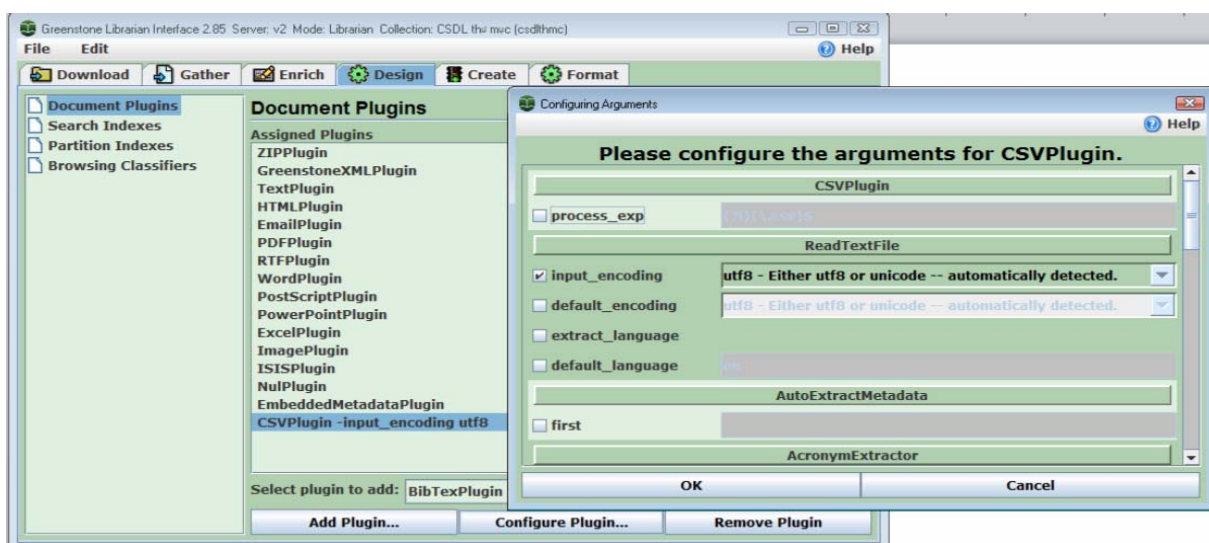 Greenstone Librarian Interface 2.85 Server: v2 Mode: Librarian Collection: CSDL thư mục (csdlthmc)
File Edit
Help
Download Gather Enrich Design Create Format
Document Plugins
Search Indexes
Partition Indexes
Browsing Classifiers
Document Plugins
Assigned Plugins
ZIPPlugin
GreenstoneXMLPlugin
TextPlugin
HTMLPlugin
EmailPlugin
PDFPlugin
RTFPlugin
WordPlugin
PostScriptPlugin
PowerPointPlugin
ExcelPlugin
ImagePlugin
ISISPlugin
NulPlugin
EmbeddedMetadataPlugin
CSVPlugin -input_encoding utf8
Select plugin to add: BibTexPlugin
Add Plugin... Configure Plugin... Remove Plugin
Configuring Arguments
Help
Please configure the arguments for CSVPlugin.
CSVPlugin
process_exp
ReadTextFile
input_encoding utf8 - Either utf8 or unicode -- automatically detected.
default_encoding utf8 - Either utf8 or unicode -- automatically detected.
extract_language
default_language en
AutoExtractMetadata
first
AcronymExtractor
OK Cancel